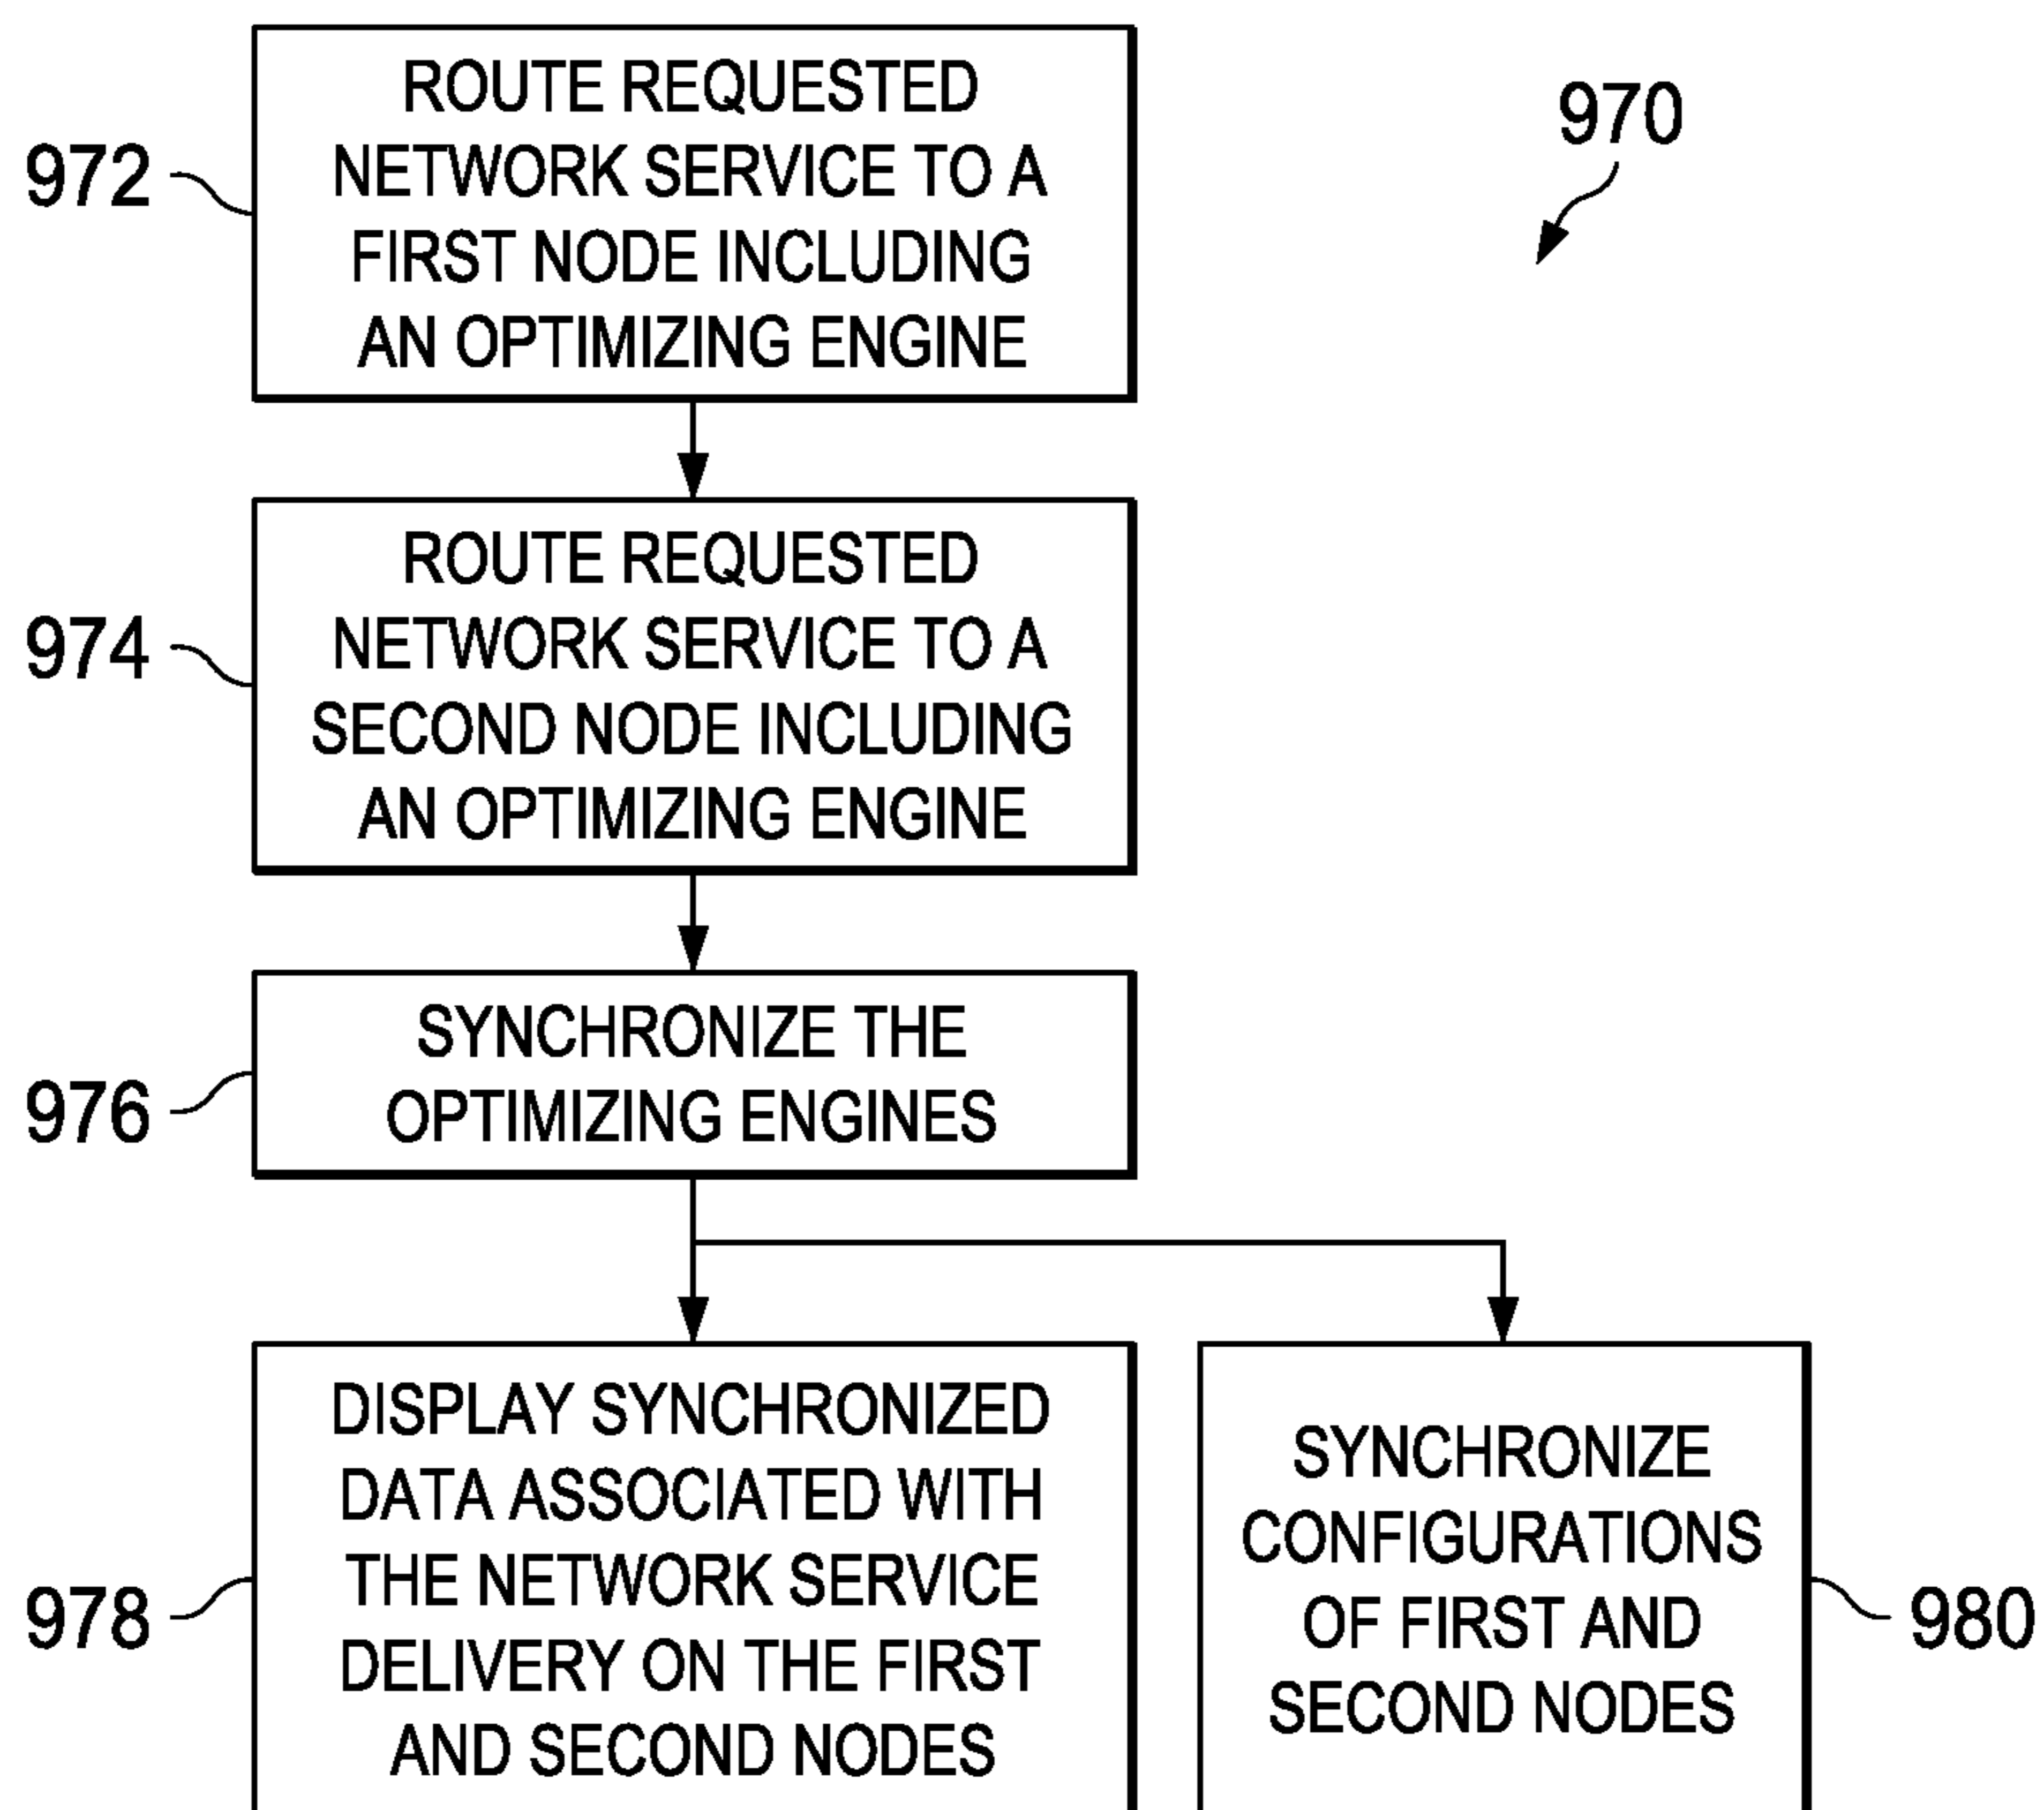 970
972
ROUTE REQUESTED
NETWORK SERVICE TO A
FIRST NODE INCLUDING
AN OPTIMIZING ENGINE
974
ROUTE REQUESTED
NETWORK SERVICE TO A
SECOND NODE INCLUDING
AN OPTIMIZING ENGINE
976
SYNCHRONIZE THE
OPTIMIZING ENGINES
978
DISPLAY SYNCHRONIZED
DATA ASSOCIATED WITH
THE NETWORK SERVICE
DELIVERY ON THE FIRST
AND SECOND NODES
SYNCHRONIZE
CONFIGURATIONS
OF FIRST AND
SECOND NODES
980